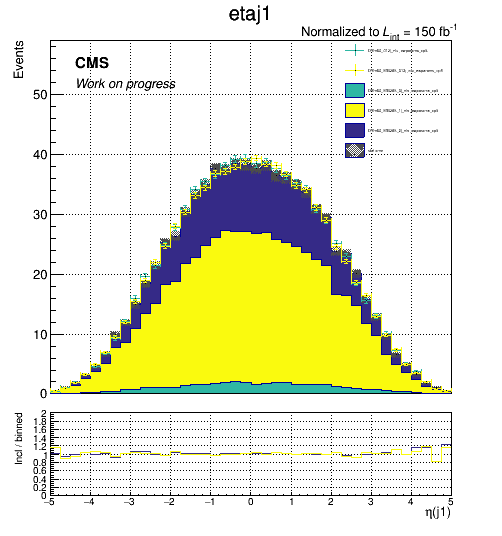 etaj1
Normalized to Lint = 150 fb-1
Events
CMS
Work on progress
50
40
30
20
10
0
Incl / binned
2
1.8
1.6
1.4
1.2
1
0.8
0.6
0.4
0.2
0
−5 −4 −3 −2 −1 0 1 2 3 4 5
η(j1)